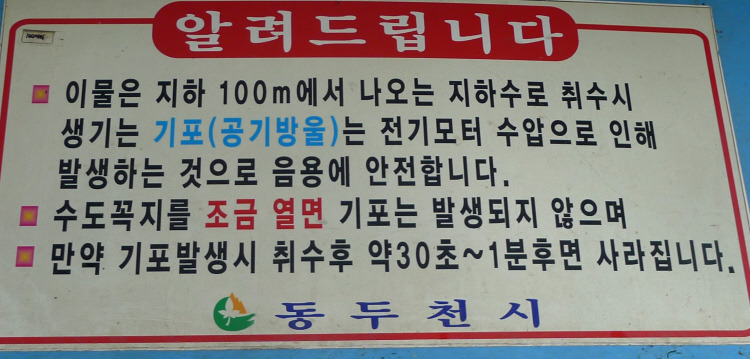 알려드립니다
이물은 지하 100m에서 나오는 지하수로 취수시
생기는 기포(공기방울)는 전기모터 수압으로 인해
발생하는 것으로 음용에 안전합니다.
수도꼭지를 조금 열면 기포는 발생되지 않으며
만약 기포발생시 취수후 약30초~1분후면 사라집니다.
동두천시